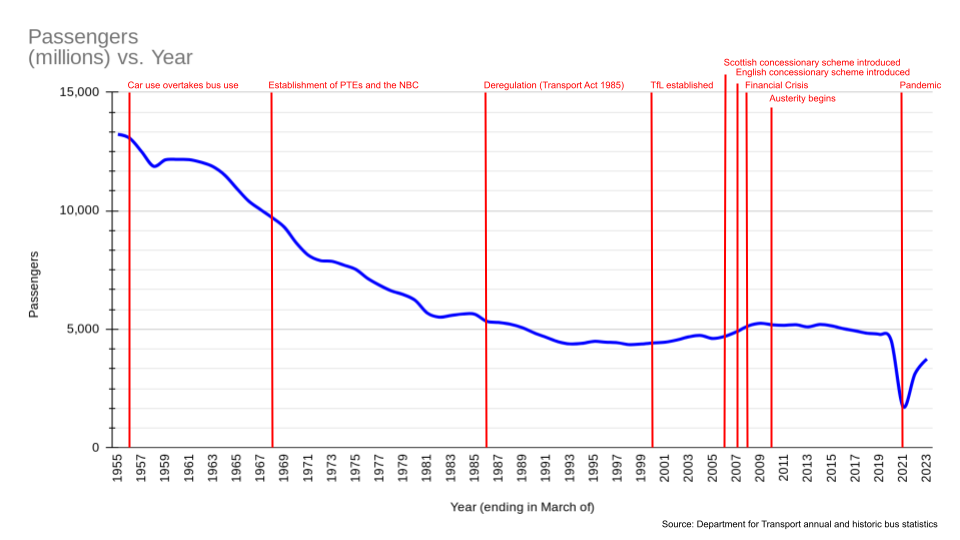 Passengers
(millions) vs. Year
Scottish concessionary scheme introduced
English concessionary scheme introduced
Car use overtakes bus use
Establishment of PTEs and the NBC
Deregulation (Transport Act 1985)
TfL established
Financial Crisis
Pandemic
Austerity begins
15,000
10,000
5,000
0
Passengers
1955 1957 1959 1961 1963 1965 1967 1969 1971 1973 1975 1977 1979 1981 1983 1985 1987 1989 1991 1993 1995 1997 1999 2001 2003 2005 2007 2009 2011 2013 2015 2017 2019 2021 2023
Year (ending in March of)
Source: Department for Transport annual and historic bus statistics